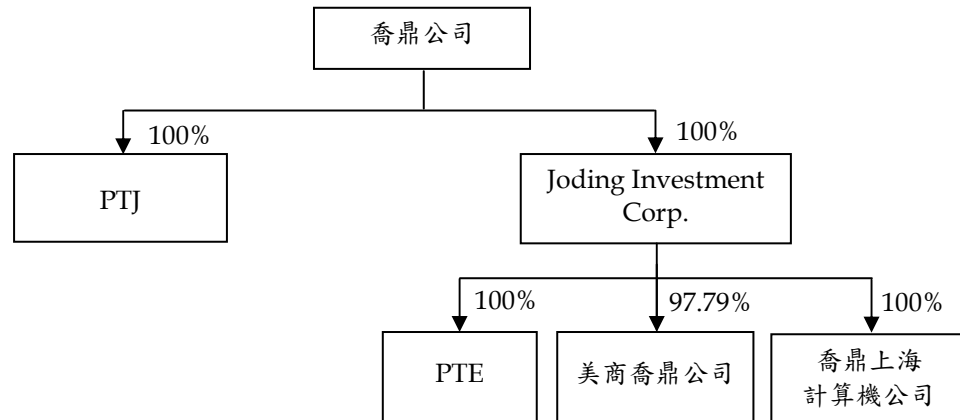 喬鼎公司
100%
100%
PTJ
Joding Investment
Corp.
100%
97.79%
100%
PTE
美商喬鼎公司
喬鼎上海
計算機公司